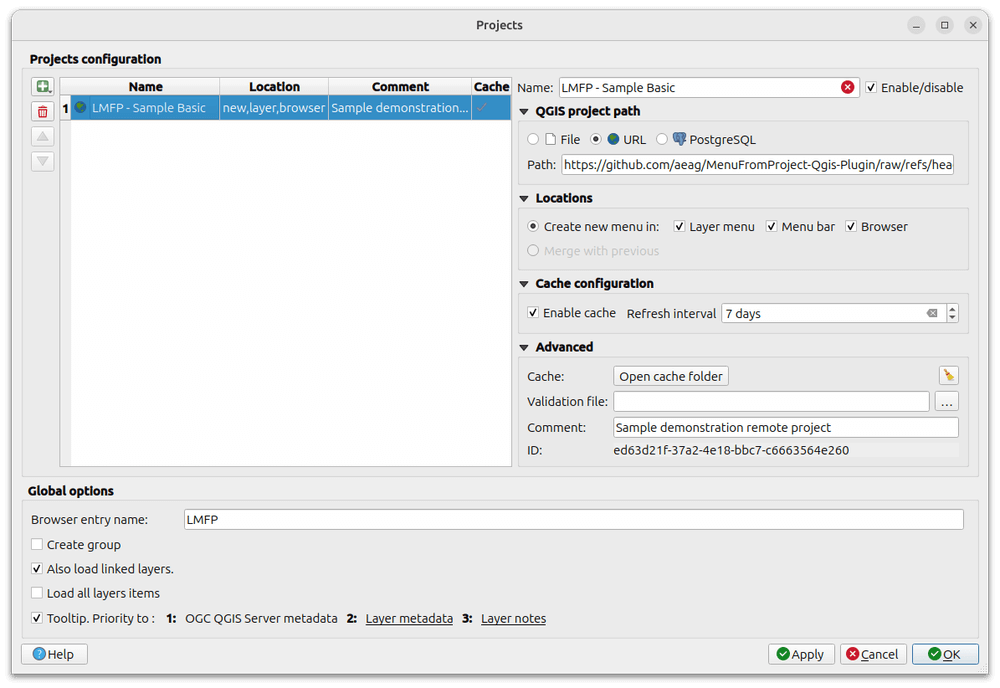 Projects
Projects configuration
Name Location Comment Cache
1 LMFP - Sample Basic new,layer,browser Sample demonstration...
Name: LMFP - Sample Basic Enable/disable
QGIS project path
File URL PostgreSQL
Path: https://github.com/aeag/MenuFromProject-Qgis-Plugin/raw/refs/hea
Locations
Create new menu in: Layer menu Menu bar Browser
Merge with previous
Cache configuration
Enable cache Refresh interval 7 days
Advanced
Cache: Open cache folder
Validation file: ...
Comment: Sample demonstration remote project
ID: ed63d21f-37a2-4e18-bbc7-c6663564e260
Global options
Browser entry name: LMFP
Create group
Also load linked layers.
Load all layers items
Tooltip. Priority to : 1: OGC QGIS Server metadata 2: Layer metadata 3: Layer notes
Help Apply Cancel OK